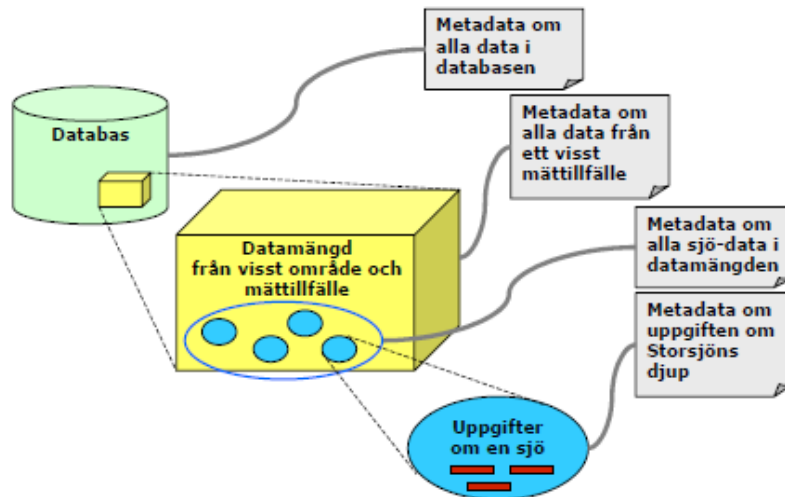 Metadata om
alla data i
databasen
Databas
Metadata om
alla data från
ett visst
mättillfälle
Datamängd
från visst område och
mättillfälle
Metadata om
alla sjö-data i
datamängden
Metadata om
uppgiften om
Storsjöns
djup
Uppgifter
om en sjö